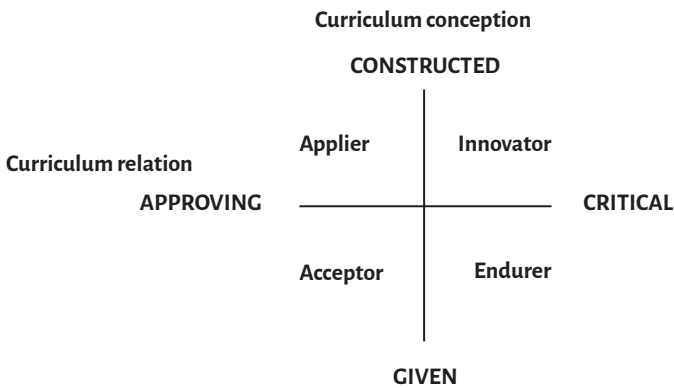 Curriculum conception
CONSTRUCTED
Applier
Innovator
Curriculum relation
APPROVING
CRITICAL
Acceptor
Endurer
GIVEN